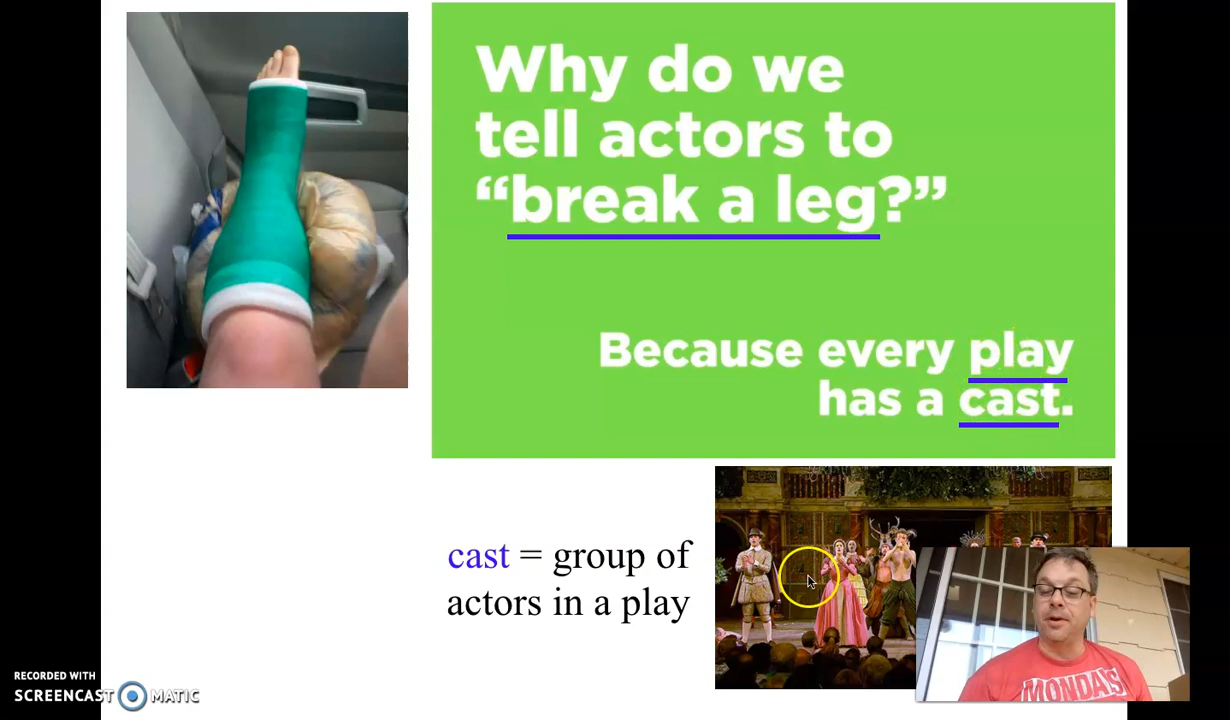 Why do we
tell actors to
“break a leg?”
Because every play
has a cast.
cast = group of
actors in a play
MONDAYS
RECORDED WITH
SCREENCAST MATIC